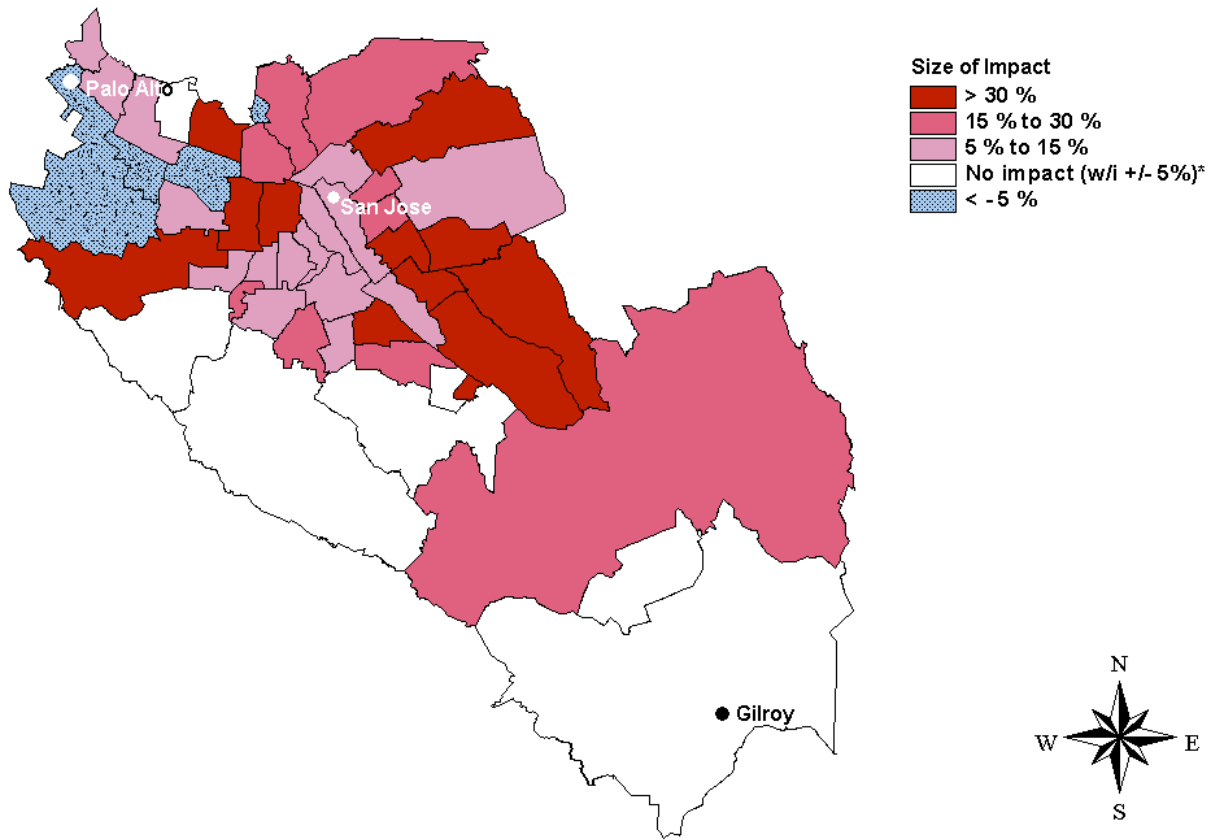 Palo Alto
San Jose
Gilroy
Size of Impact
> 30 %
15 % to 30 %
5 % to 15 %
No impact (w/i +/- 5%)*
< -5 %
N
W E
S